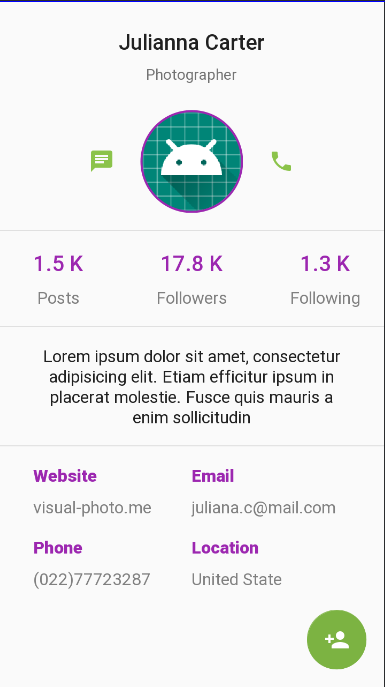 Julianna Carter
Photographer
1.5 K 17.8 K 1.3 K
Posts Followers Following
Lorem ipsum dolor sit amet, consectetur
adipisicing elit. Etiam efficitur ipsum in
placerat molestie. Fusce quis mauris a
enim sollicitudin
Website Email
visual-photo.me juliana.c@mail.com
Phone Location
(022)77723287 United State